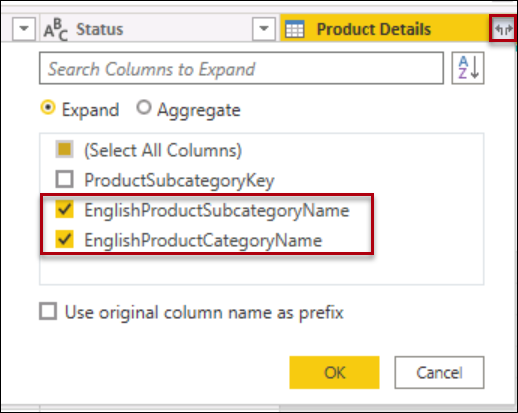 ABC Status Product Details
Search Columns to Expand
AZ
Expand Aggregate
(Select All Columns)
ProductSubcategoryKey
EnglishProductSubcategoryName
EnglishProductCategoryName
Use original column name as prefix
OK Cancel